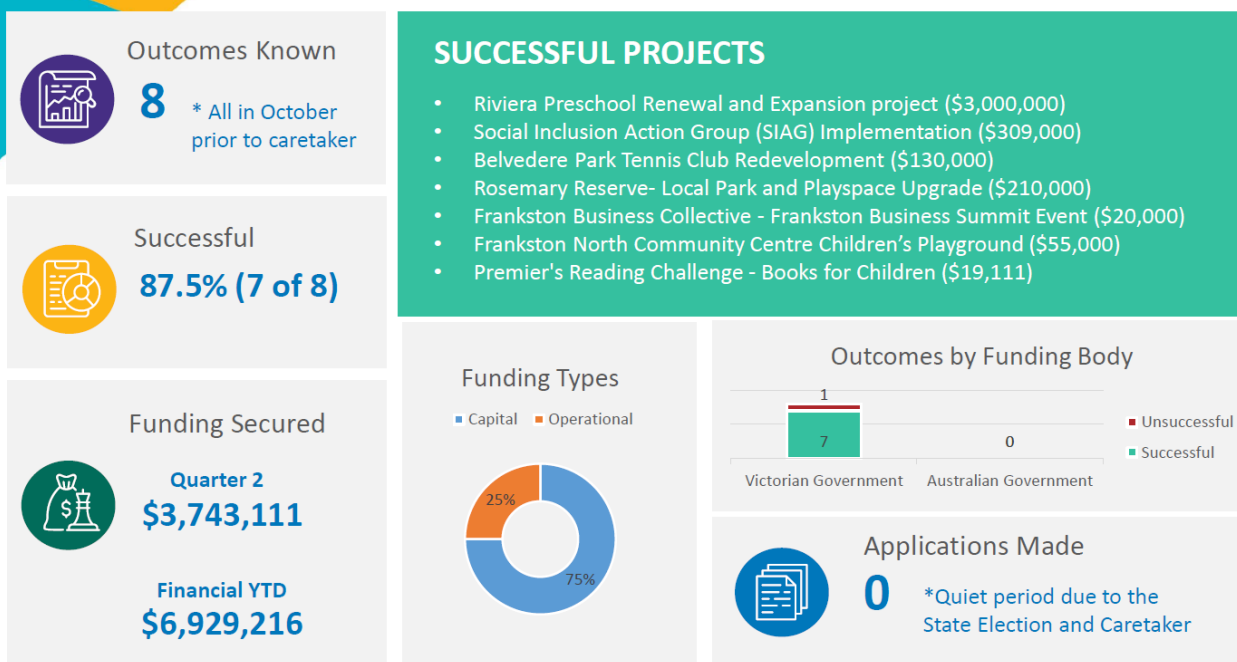 Outcomes Known
8
* All in October
prior to caretaker
Successful
87.5% (7 of 8)
Funding Secured
Quarter 2
$3,743,111
Financial YTD
$6,929,216
SUCCESSFUL PROJECTS
• Riviera Preschool Renewal and Expansion project ($3,000,000)
• Social Inclusion Action Group (SIAG) Implementation ($309,000)
• Belvedere Park Tennis Club Redevelopment ($130,000)
• Rosemary Reserve- Local Park and Playspace Upgrade ($210,000)
• Frankston Business Collective - Frankston Business Summit Event ($20,000)
• Frankston North Community Centre Children’s Playground ($55,000)
• Premier's Reading Challenge - Books for Children ($19,111)
Funding Types
Capital Operational
25%
75%
Outcomes by Funding Body
1
7
0
Unsuccessful
Successful
Victorian Government Australian Government
Applications Made
0
*Quiet period due to the
State Election and Caretaker
$